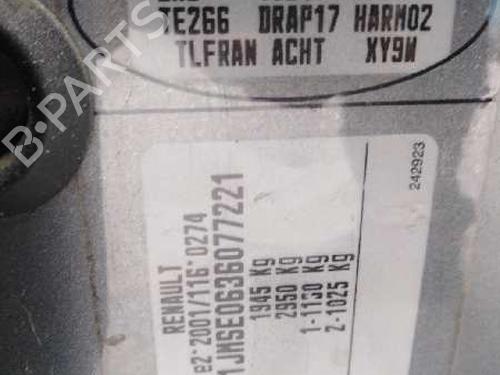 TE266 DRAP17 HARM02
TLFRAN ACHT XY9W
B-PARTS
242923
RENAULT
e2*2001/116*0274
1JMSE0636077221
1945 Kg
2950 Kg
1-1130 Kg
2-1025 Kg